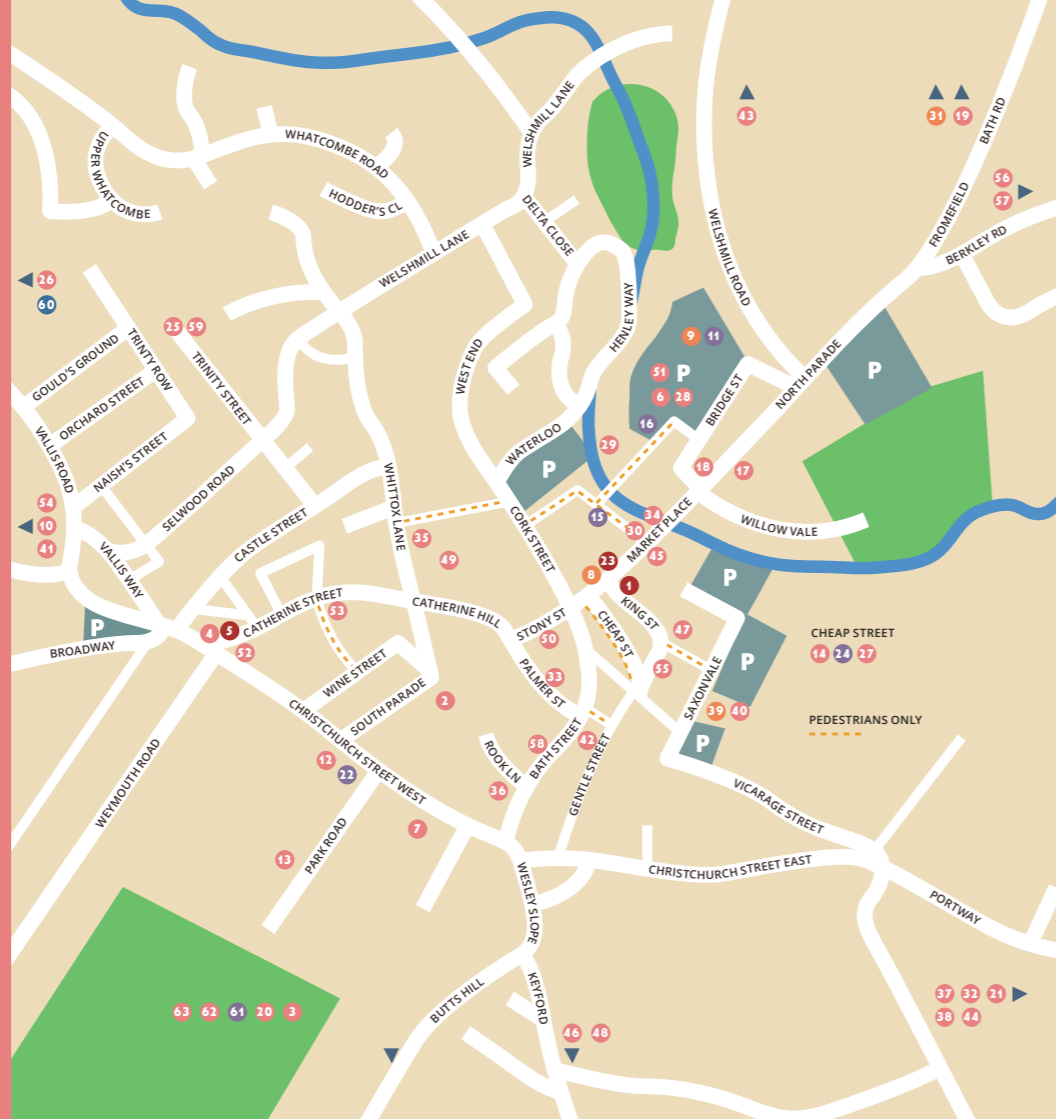 WELSHMILL LANE
43
31 19
BATH RD
UPPER WHATCOMBE
WHATCOMBE ROAD
HODDER'S CL
56
57
DELTA CLOSE
WELSHMILL ROAD
FROMEFIELD
BERKLEY RD
WELSHMILL LANE
26
60
HENLEY WAY
25 59
GOULD'S GROUND
TRINTY ROW
TRINITY STREET
WEST END
9 11
51 P
6 28
16
BRIDGE ST
NORTH PARADE
P
ORCHARD STREET
NAISH'S STREET
VALLIS ROAD
SELWOOD ROAD
WATERLOO
P
29
18 17
54
10
41
WHITTOX LANE
CASTLE STREET
CORK STREET
15
34
30
MARKET PLACE
45
WILLOW VALE
35
49
VALLIS WAY
23
8
1
P
CATHERINE STREET
53
CATHERINE HILL
KING ST
CHEAP ST
47
STONY ST
50
P
BROADWAY
4 5
52
CHEAP STREET
14 24 27
P
55
WINE STREET
SOUTH PARADE
PALMER ST
33
SAXONVALE
39 40
2
PEDESTRIANS ONLY
CHRISTCHURCH STREET WEST
58
42
BATH STREET
P
ROOK LN
12
22
36
GENTLE STREET
WEYMOUTH ROAD
VICARAGE STREET
7
PARK ROAD
13
CHRISTCHURCH STREET EAST
WESLEY SLOPE
PORTWAY
63 62 61 20 3
BUTTS HILL
KEYFORD
37 32 21
38 44
46 48